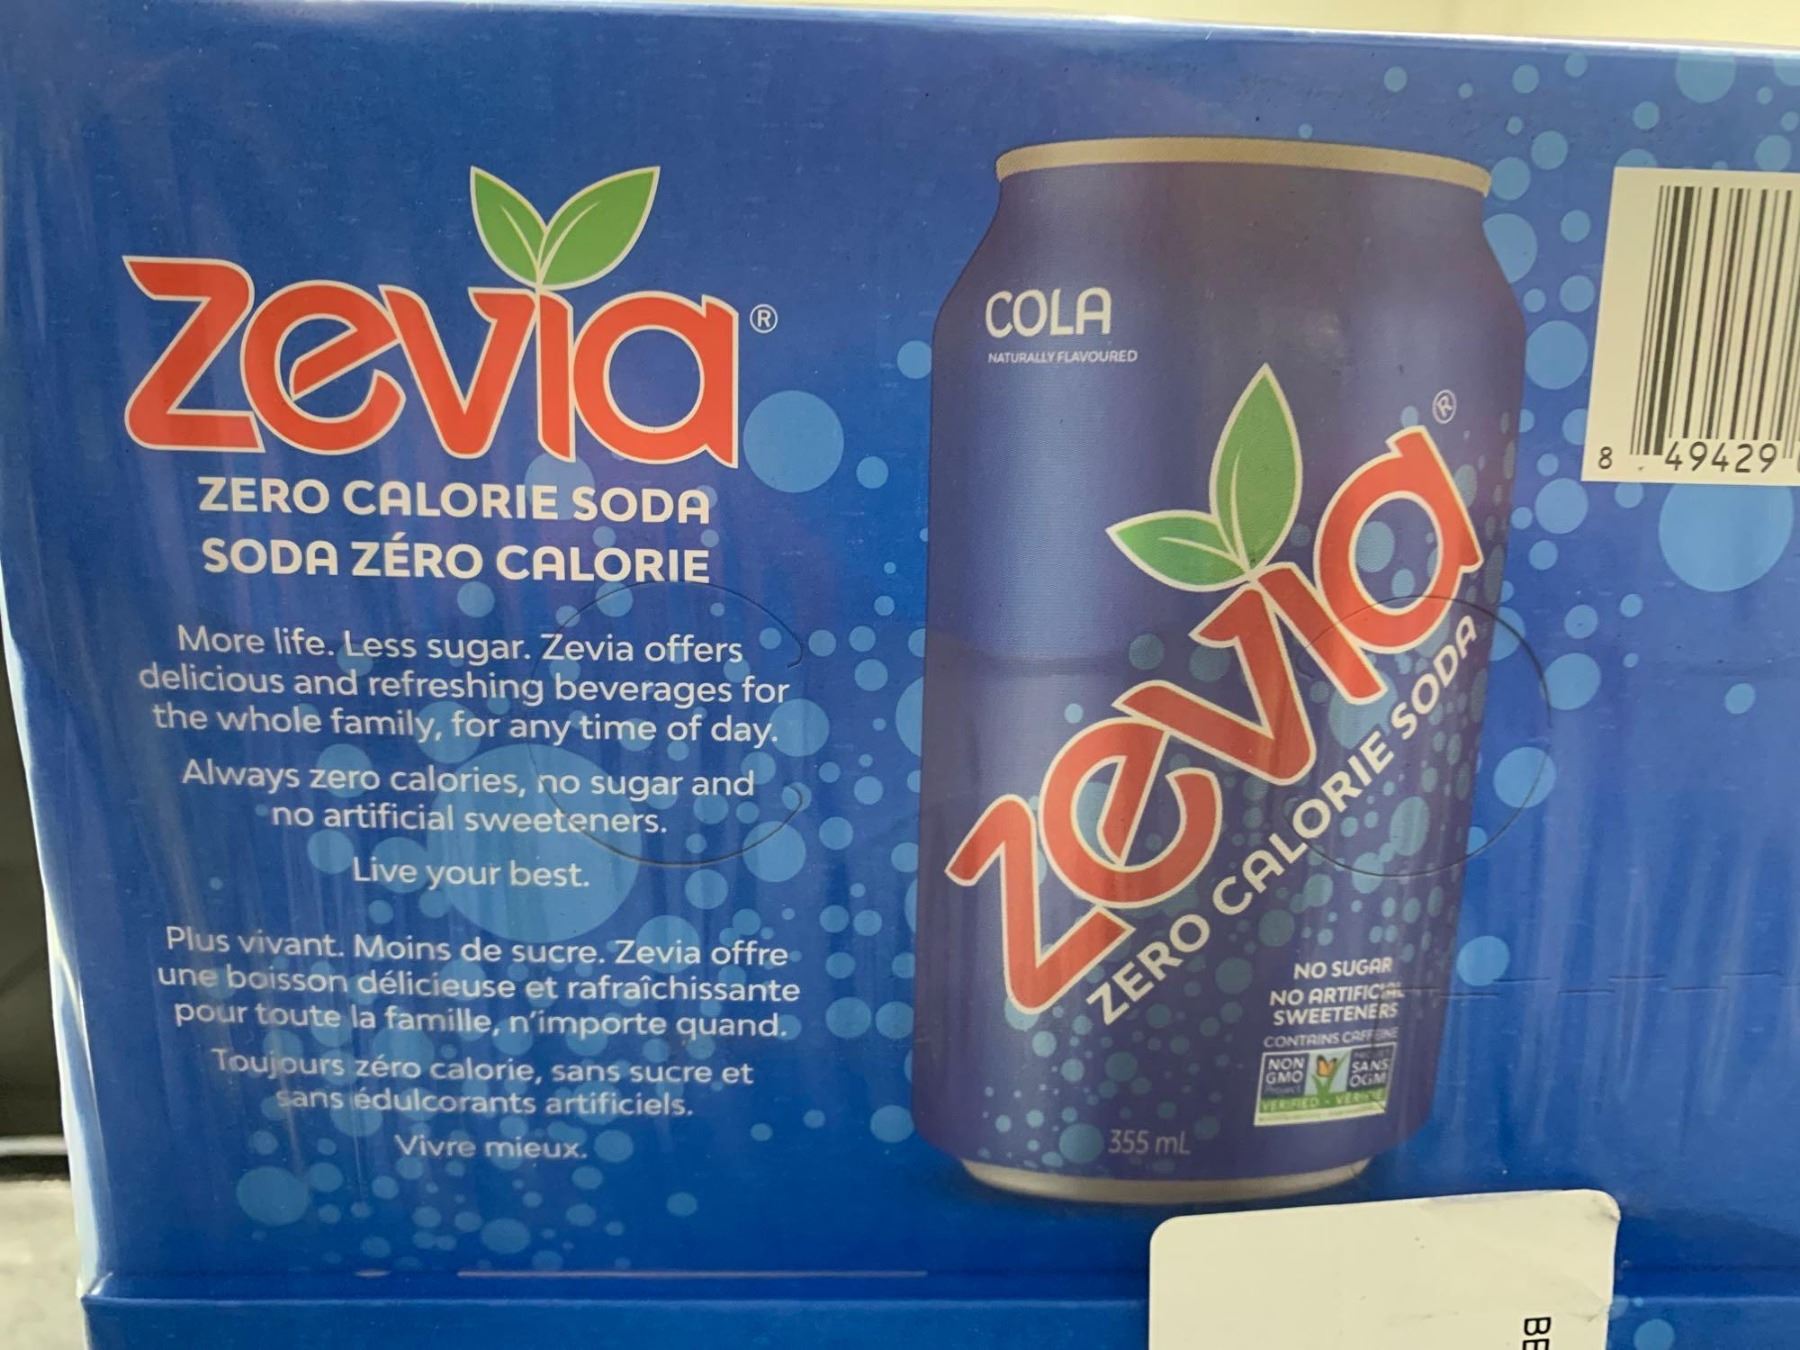 zevia®
ZERO CALORIE SODA
SODA ZÉRO CALORIE
More life. Less sugar. Zevia offers
delicious and refreshing beverages for
the whole family, for any time of day.
Always zero calories, no sugar and
no artificial sweeteners.
Live your best.
Plus vivant. Moins de sucre. Zevia offre
une boisson délicieuse et rafraîchissante
pour toute la famille, n'importe quand.
Toujours zéro calorie, sans sucre et
sans édulcorants artificiels.
Vivre mieux.
COLA
NATURALLY FLAVOURED
zevia®
ZERO CALORIE SODA
NO SUGAR
NO ARTIFICIAL
SWEETENERS
CONTAINS CAFFEINE
NON
GMO
SANS
OGM
VERIFIED
355 mL
8 49429
BE